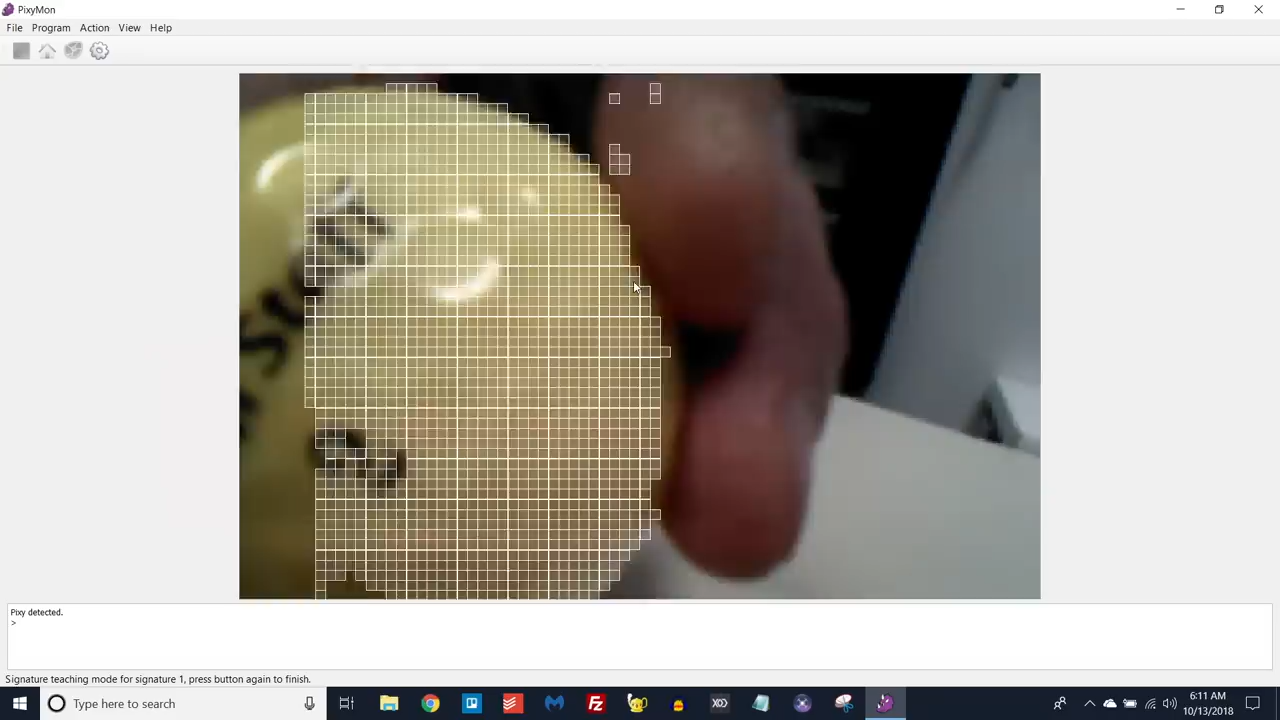 PixyMon
File Program Action View Help
Pixy detected.
>
Signature teaching mode for signature 1, press button again to finish.
Type here to search
XD
6:11 AM
10/13/2018